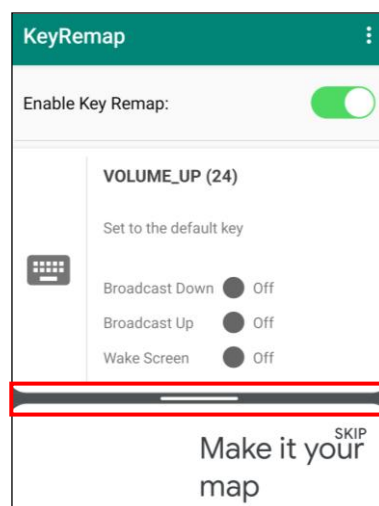 KeyRemap
Enable Key Remap:
VOLUME_UP (24)
Set to the default key
Broadcast Down Off
Broadcast Up Off
Wake Screen Off
SKIP
Make it your
map